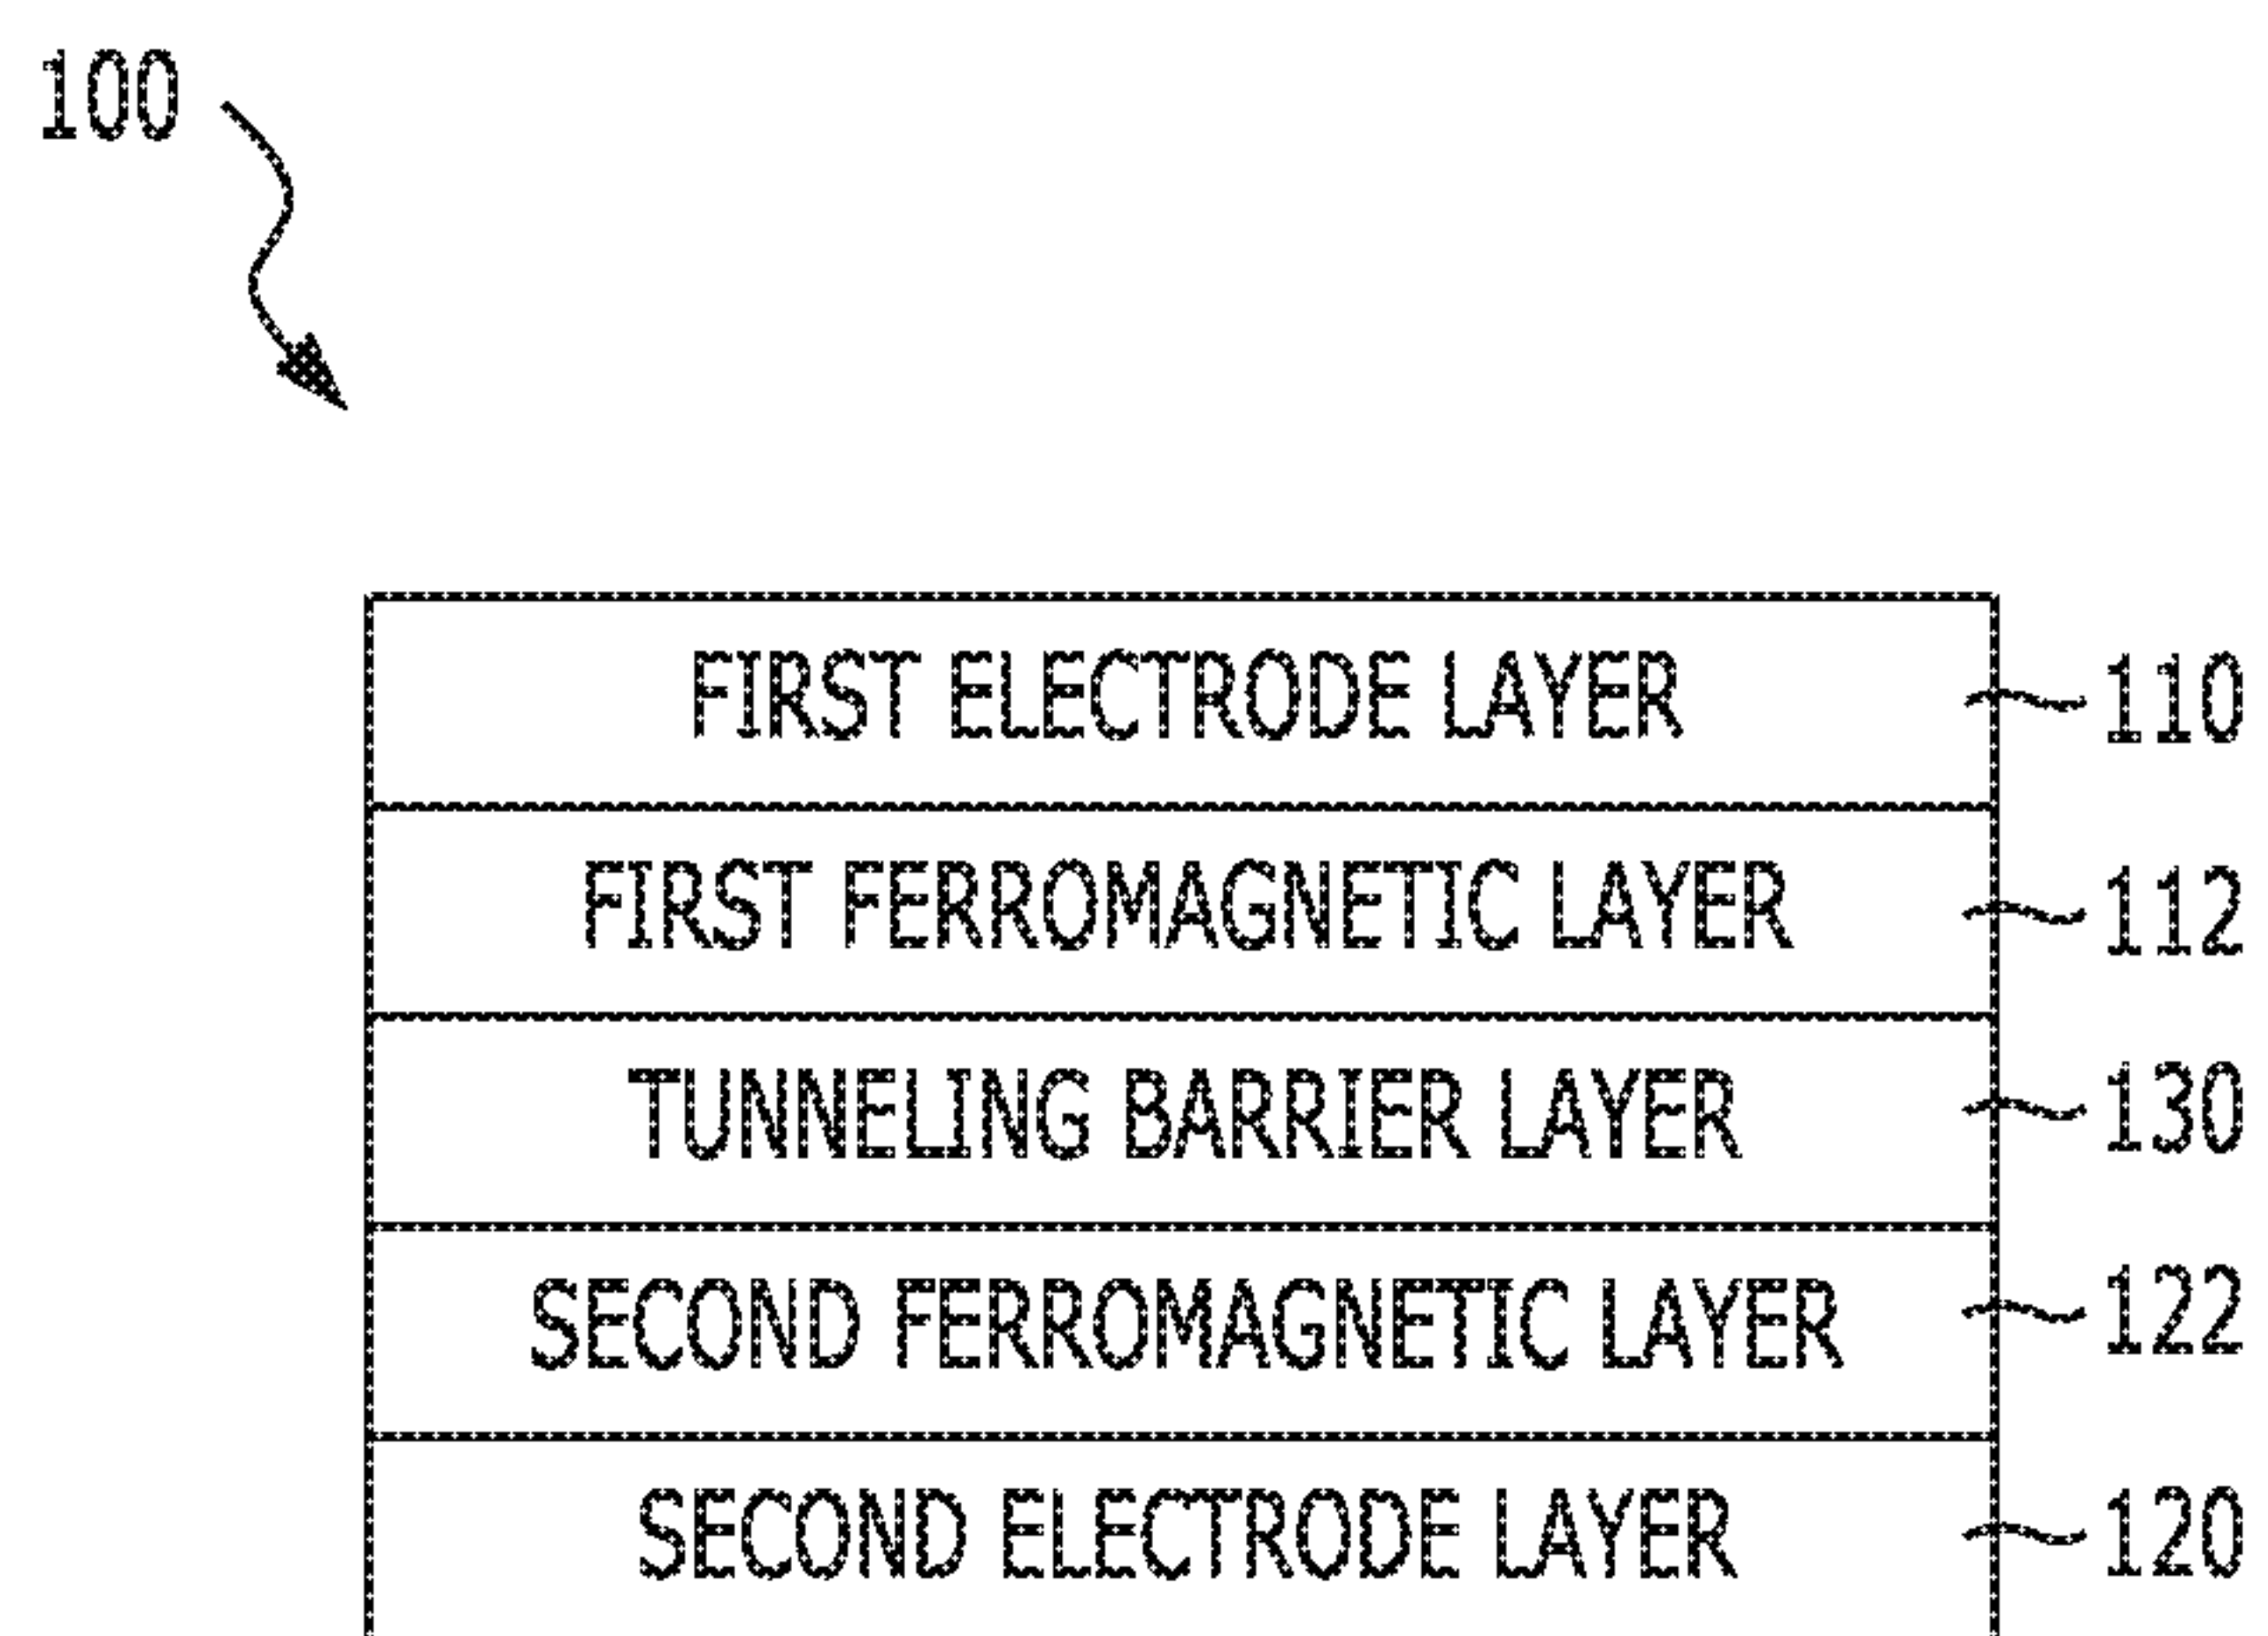 100
FIRST ELECTRODE LAYER 110
FIRST FERROMAGNETIC LAYER 112
TUNNELING BARRIER LAYER 130
SECOND FERROMAGNETIC LAYER 122
SECOND ELECTRODE LAYER 120